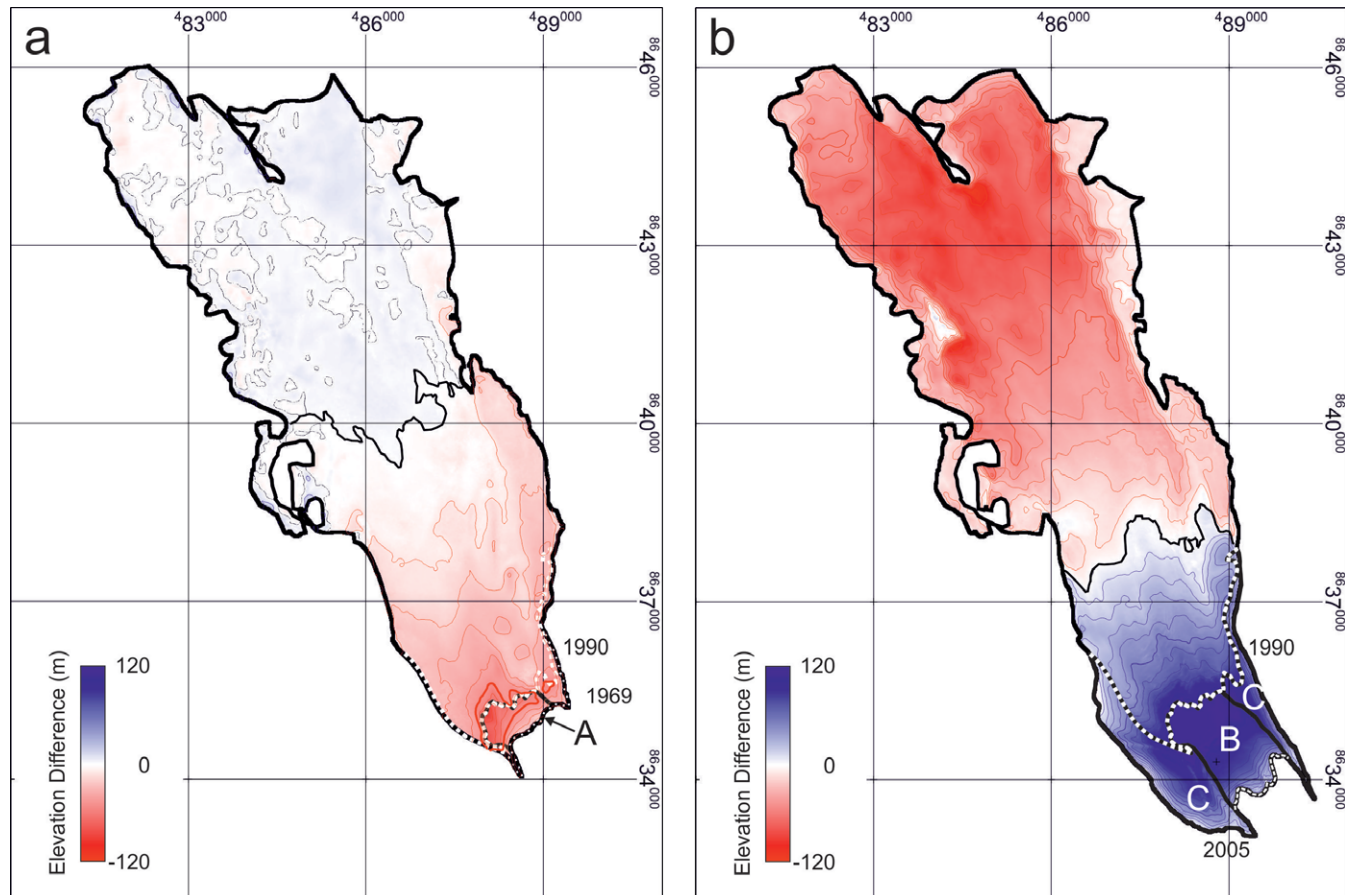 a
⁴83⁰⁰⁰ ⁴86⁰⁰⁰ ⁴89⁰⁰⁰
⁸⁶46⁰⁰⁰
⁸⁶43⁰⁰⁰
⁸⁶40⁰⁰⁰
⁸⁶37⁰⁰⁰
⁸⁶34⁰⁰⁰
1990
1969
A
Elevation Difference (m)
120
0
-120
b
⁴83⁰⁰⁰ ⁴86⁰⁰⁰ ⁴89⁰⁰⁰
⁸⁶46⁰⁰⁰
⁸⁶43⁰⁰⁰
⁸⁶40⁰⁰⁰
⁸⁶37⁰⁰⁰
⁸⁶34⁰⁰⁰
1990
C
B
C
2005
Elevation Difference (m)
120
0
-120